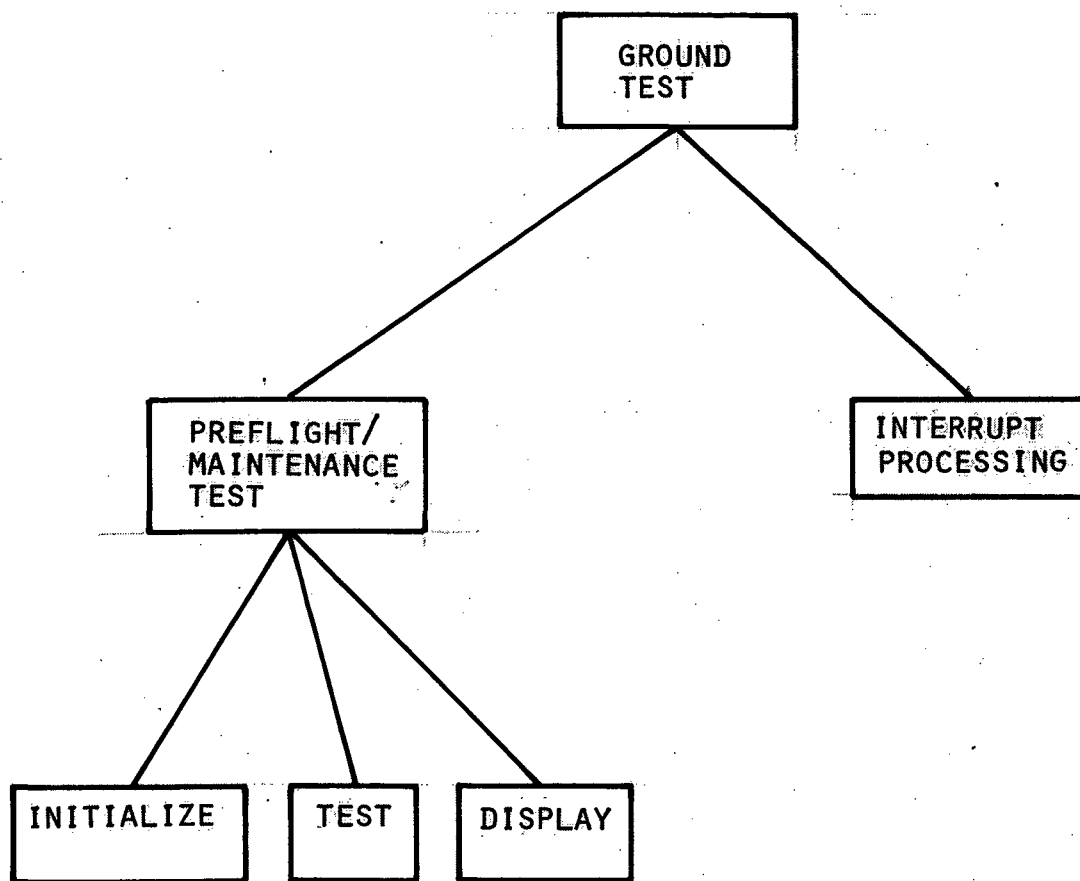 GROUND
TEST
PREFLIGHT/
MAINTENANCE
TEST
INTERRUPT
PROCESSING
INITIALIZE
TEST
DISPLAY